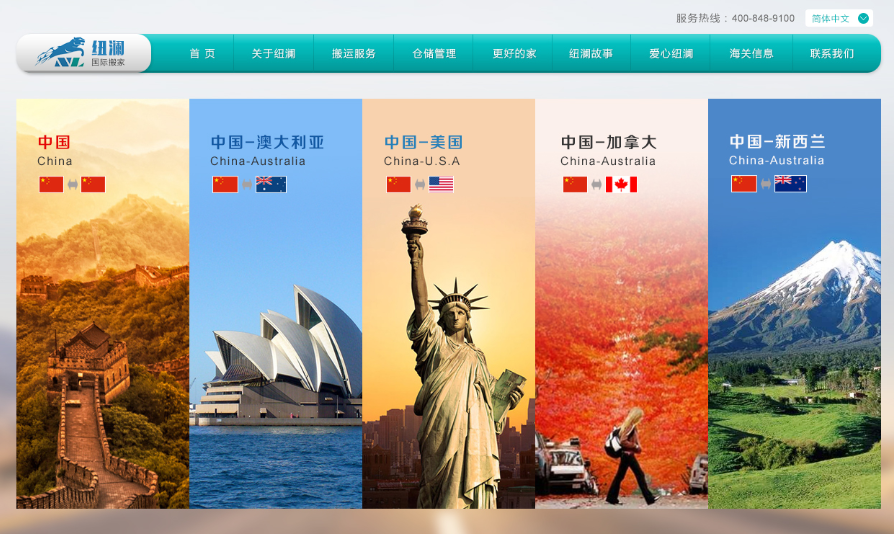 服务热线：400-848-9100
简体中文
纽澜
国际搬家
首 页
关于纽澜
搬运服务
仓储管理
更好的家
纽澜故事
爱心纽澜
海关信息
联系我们
中国
China
中国-澳大利亚
China-Australia
中国-美国
China-U.S.A
中国-加拿大
China-Australia
中国-新西兰
China-Australia